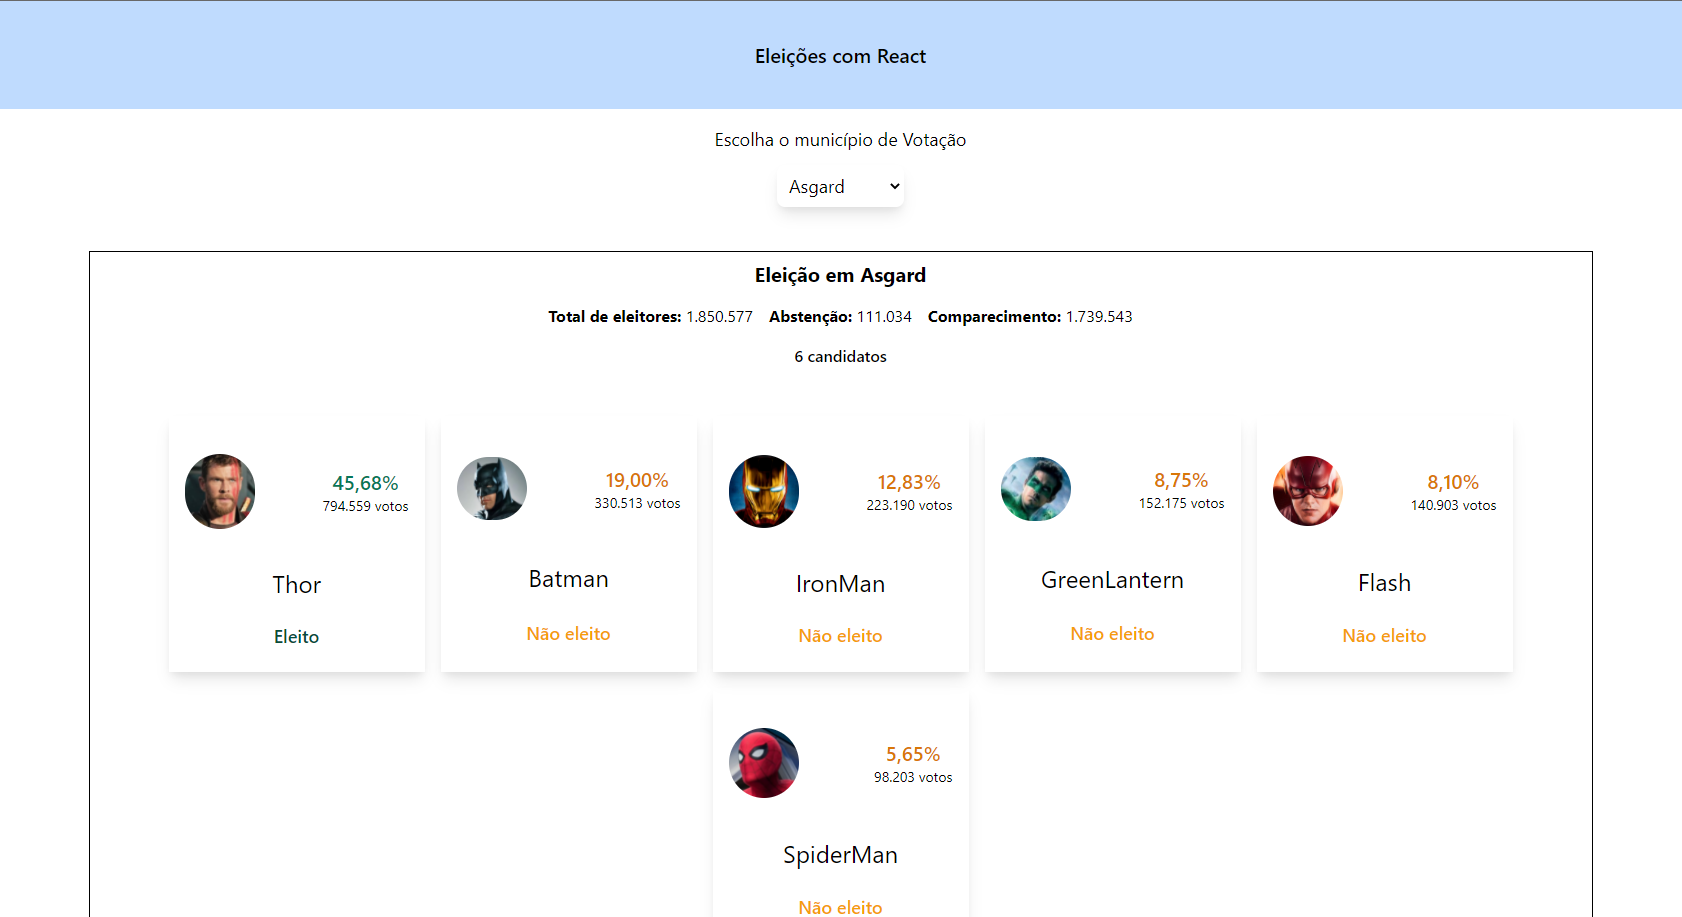 Eleições com React
Escolha o município de Votação
Asgard
Eleição em Asgard
Total de eleitores: 1.850.577 Abstenção: 111.034 Comparecimento: 1.739.543
6 candidatos
45,68%
794.559 votos
Thor
Eleito
19,00%
330.513 votos
Batman
Não eleito
12,83%
223.190 votos
IronMan
Não eleito
8,75%
152.175 votos
GreenLantern
Não eleito
8,10%
140.903 votos
Flash
Não eleito
5,65%
98.203 votos
SpiderMan
Não eleito